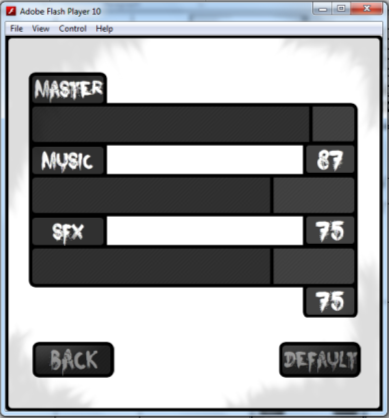 Adobe Flash Player 10
File View Control Help
MASTER
MUSIC 87
SFX 75
75
BACK DEFAULT